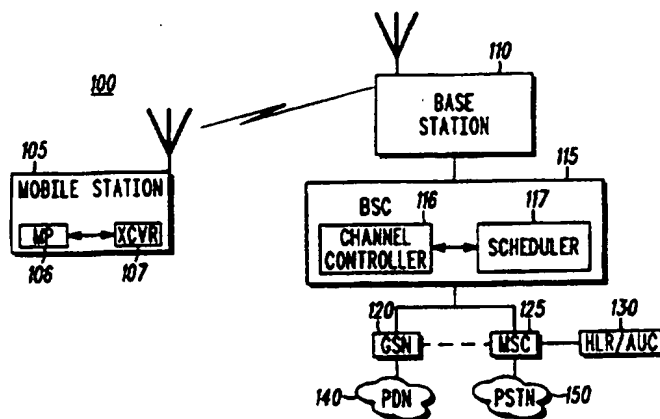 100
110
BASE
STATION
105
MOBILE STATION
MP
XCVR
106
107
115
BSC
116
117
CHANNEL
CONTROLLER
SCHEDULER
120
125
130
GSN
MSC
HLR/AUC
140
PDN
PSTN
150